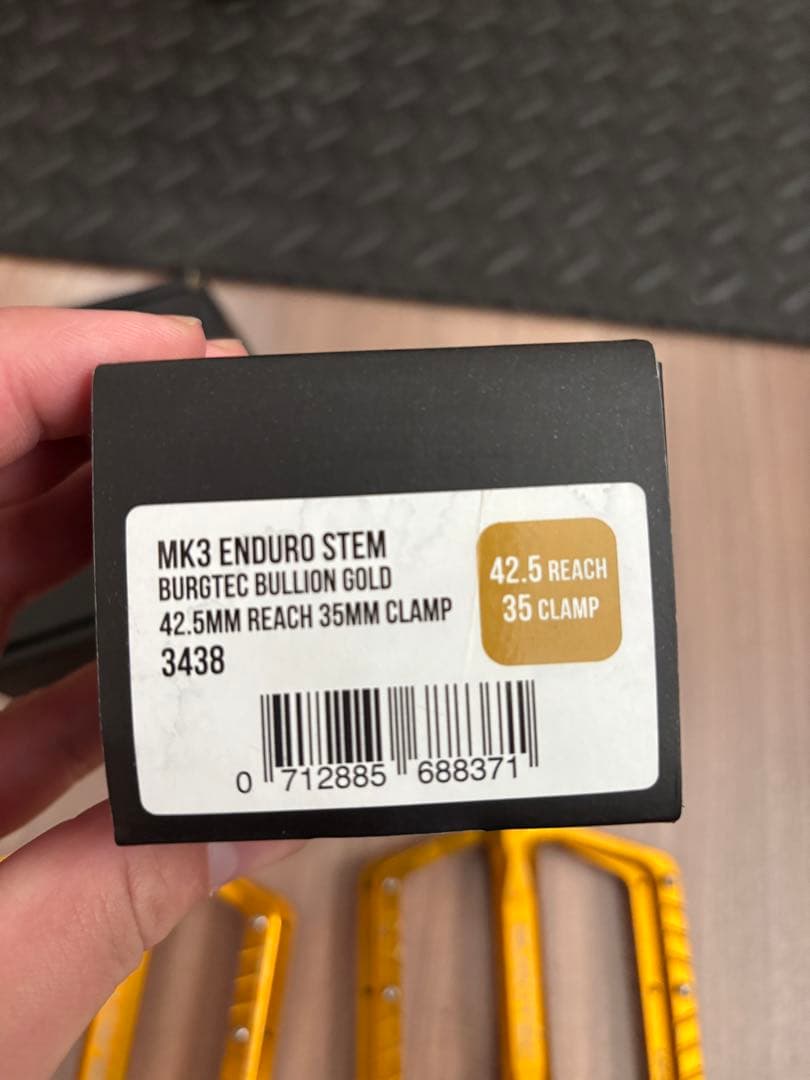 MK3 ENDURO STEM
BURGTEC BULLION GOLD
42.5MM REACH 35MM CLAMP
3438
42.5 REACH
35 CLAMP
0 712885 688371